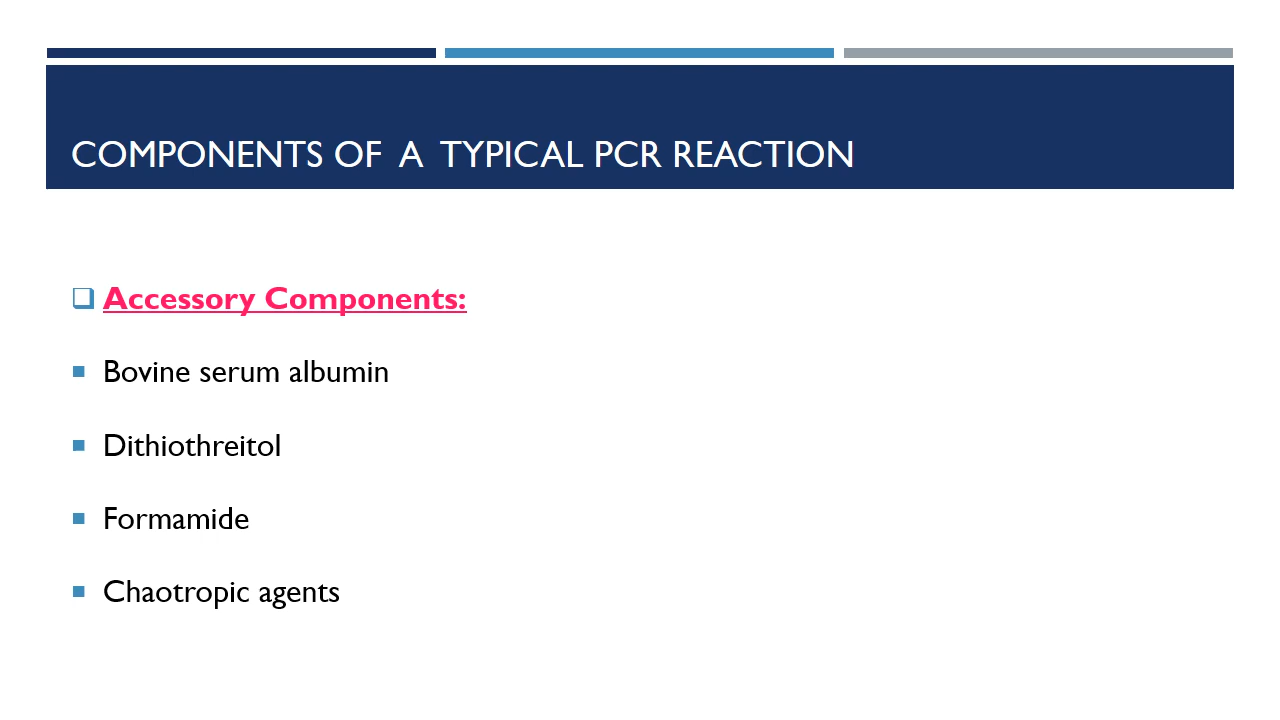 COMPONENTS OF A TYPICAL PCR REACTION
Accessory Components:
Bovine serum albumin
Dithiothreitol
Formamide
Chaotropic agents